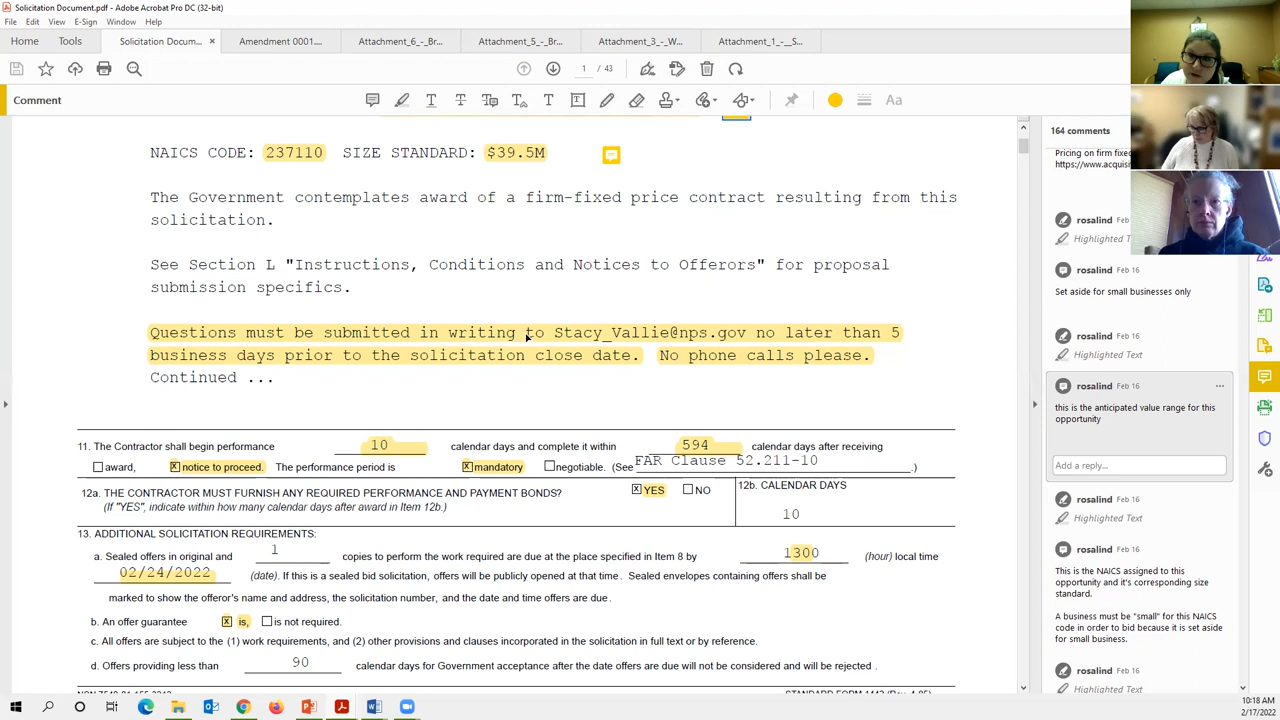 Solicitation Document.pdf - Adobe Acrobat Pro DC (32-bit)
File Edit View E-Sign Window Help
Home Tools Solicitation Docum... × Amendment 0001.... Attachment_6_-_Br... Attachment_5_-_Br... Attachment_3_-_W... Attachment_1_-__S...
1 / 43
Comment
NAICS CODE: 237110 SIZE STANDARD: $39.5M
The Government contemplates award of a firm-fixed price contract resulting from this
solicitation.
See Section L "Instructions, Conditions and Notices to Offerors" for proposal
submission specifics.
Questions must be submitted in writing to Stacy_Vallie@nps.gov no later than 5
business days prior to the solicitation close date. No phone calls please.
Continued ...
11. The Contractor shall begin performance 10 calendar days and complete it within 594 calendar days after receiving
award, X notice to proceed. The performance period is X mandatory negotiable. (See FAR Clause 52.211-10 .)
12a. THE CONTRACTOR MUST FURNISH ANY REQUIRED PERFORMANCE AND PAYMENT BONDS?
(If "YES", indicate within how many calendar days after award in Item 12b.)
X YES NO
12b. CALENDAR DAYS
10
13. ADDITIONAL SOLICITATION REQUIREMENTS:
a. Sealed offers in original and 1 copies to perform the work required are due at the place specified in Item 8 by 1300 (hour) local time
02/24/2022 (date). If this is a sealed bid solicitation, offers will be publicly opened at that time. Sealed envelopes containing offers shall be
marked to show the offeror's name and address, the solicitation number, and the date and time offers are due.
b. An offer guarantee X is, is not required.
c. All offers are subject to the (1) work requirements, and (2) other provisions and clauses incorporated in the solicitation in full text or by reference.
d. Offers providing less than 90 calendar days for Government acceptance after the date offers are due will not be considered and will be rejected.
STANDARD FORM 1442 (Rev. 4-85)
164 comments
Pricing on firm fixed
https://www.acquis
rosalind Feb
Highlighted T
rosalind Feb 16
Set aside for small businesses only
rosalind Feb 16
Highlighted Text
rosalind Feb 16 ...
this is the anticipated value range for this
opportunity
Add a reply...
rosalind Feb 16
Highlighted Text
rosalind Feb 16
This is the NAICS assigned to this
opportunity and it's corresponding size
standard.
A business must be "small" for this NAICS
code in order to bid because it is set aside
for small business.
rosalind Feb 16
Highlighted Text
10:18 AM
2/17/2022